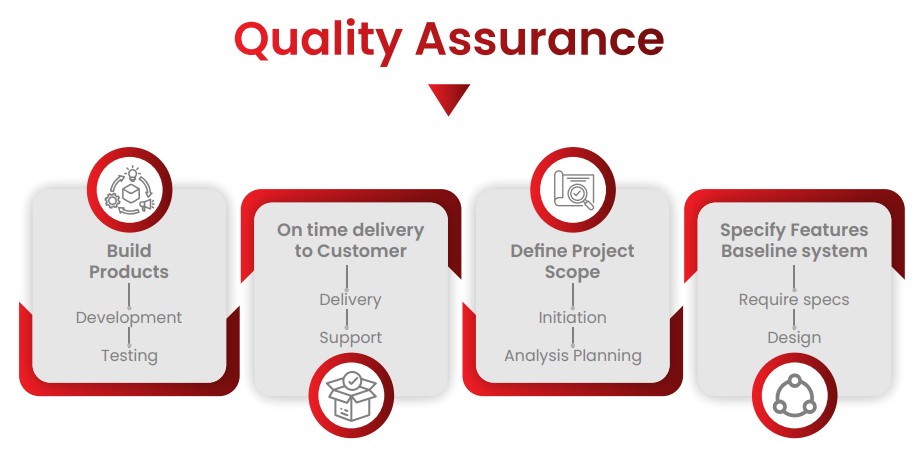 Quality Assurance
Build
Products
Development
Testing
On time delivery
to Customer
Delivery
Support
Define Project
Scope
Initiation
Analysis Planning
Specify Features
Baseline system
Require specs
Design